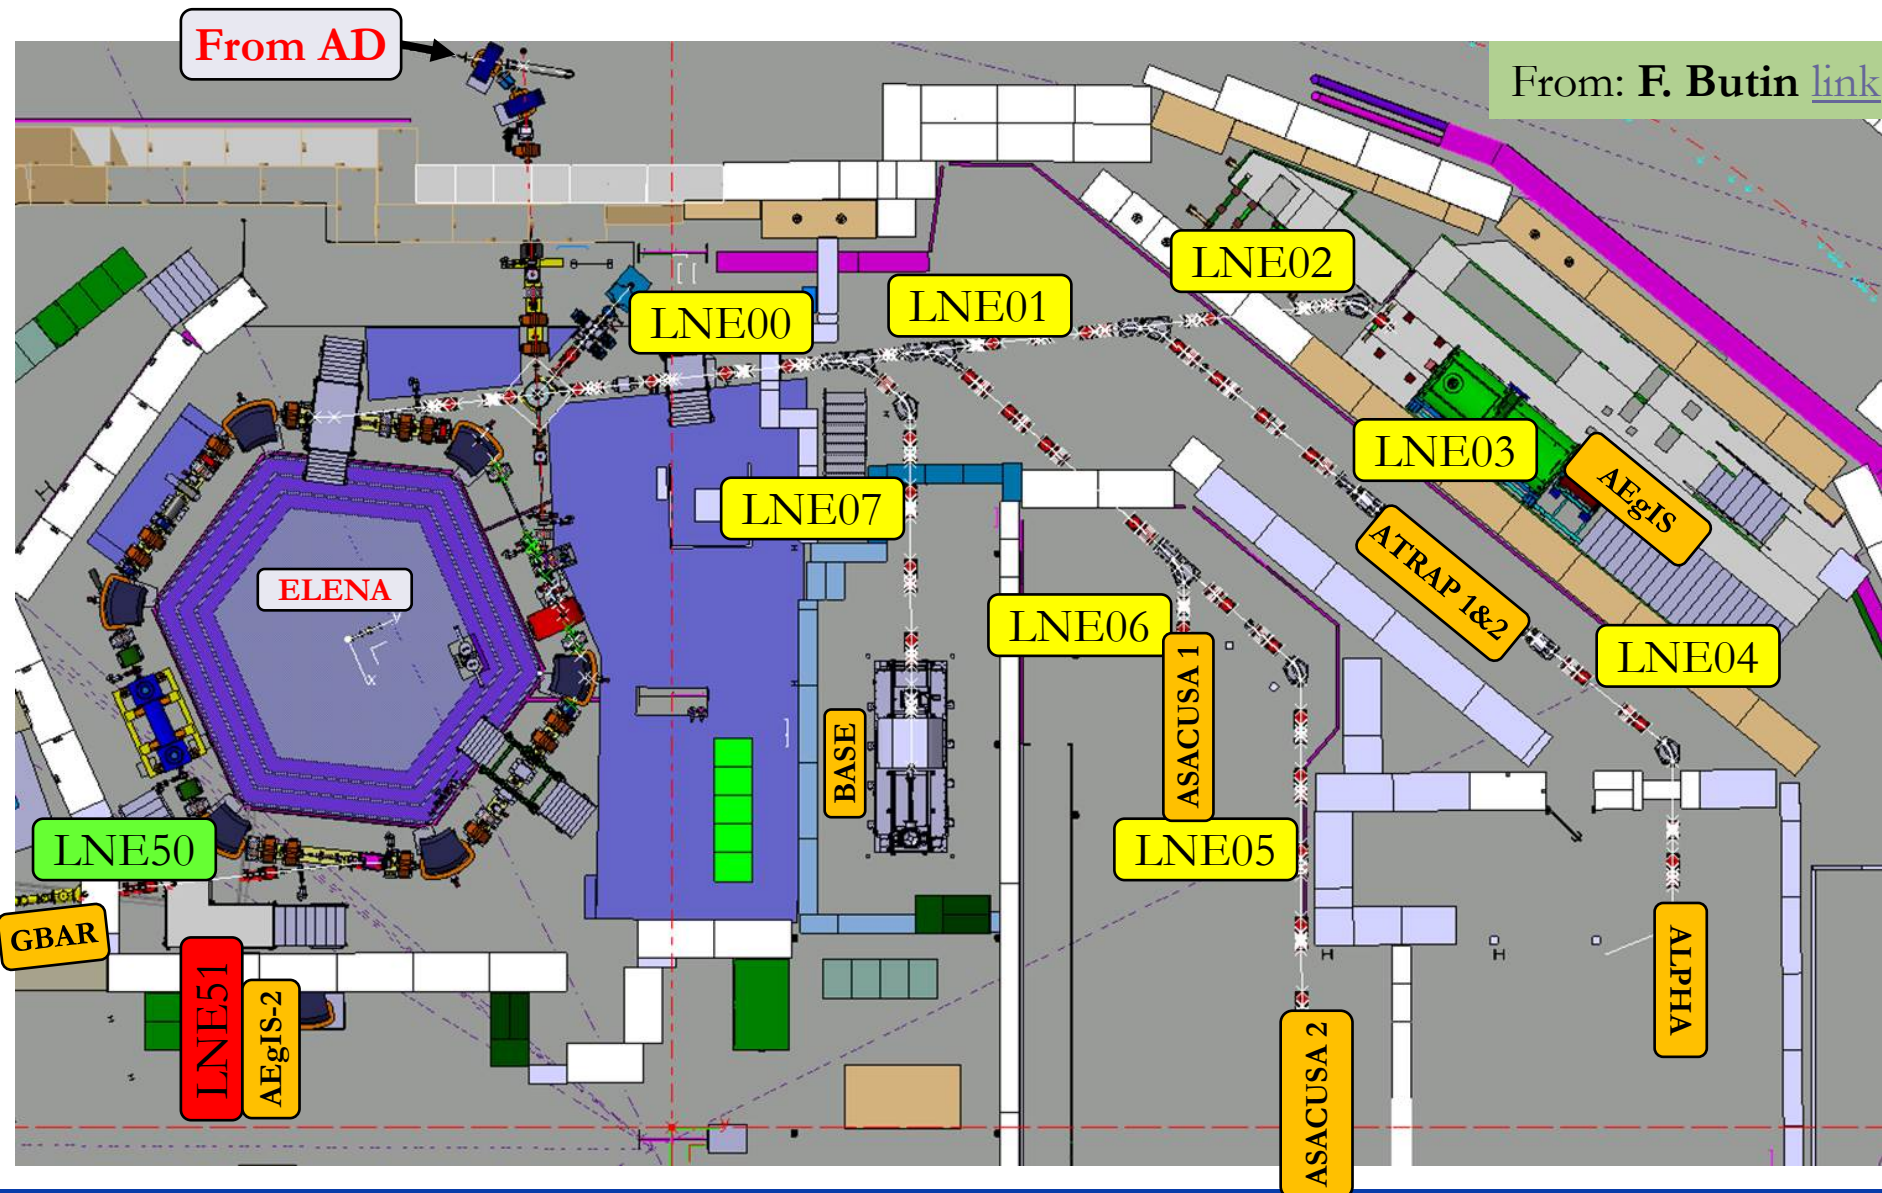 From AD
From: F. Butin link
LNE02
LNE01
LNE00
LNE03
AEgIS
LNE07
ATRAP 1&2
ELENA
LNE06
LNE04
ASACUSA 1
BASE
LNE50
LNE05
GBAR
LNE51
AEgIS-2
ALPHA
ASACUSA 2
y
x
y
H
H
H